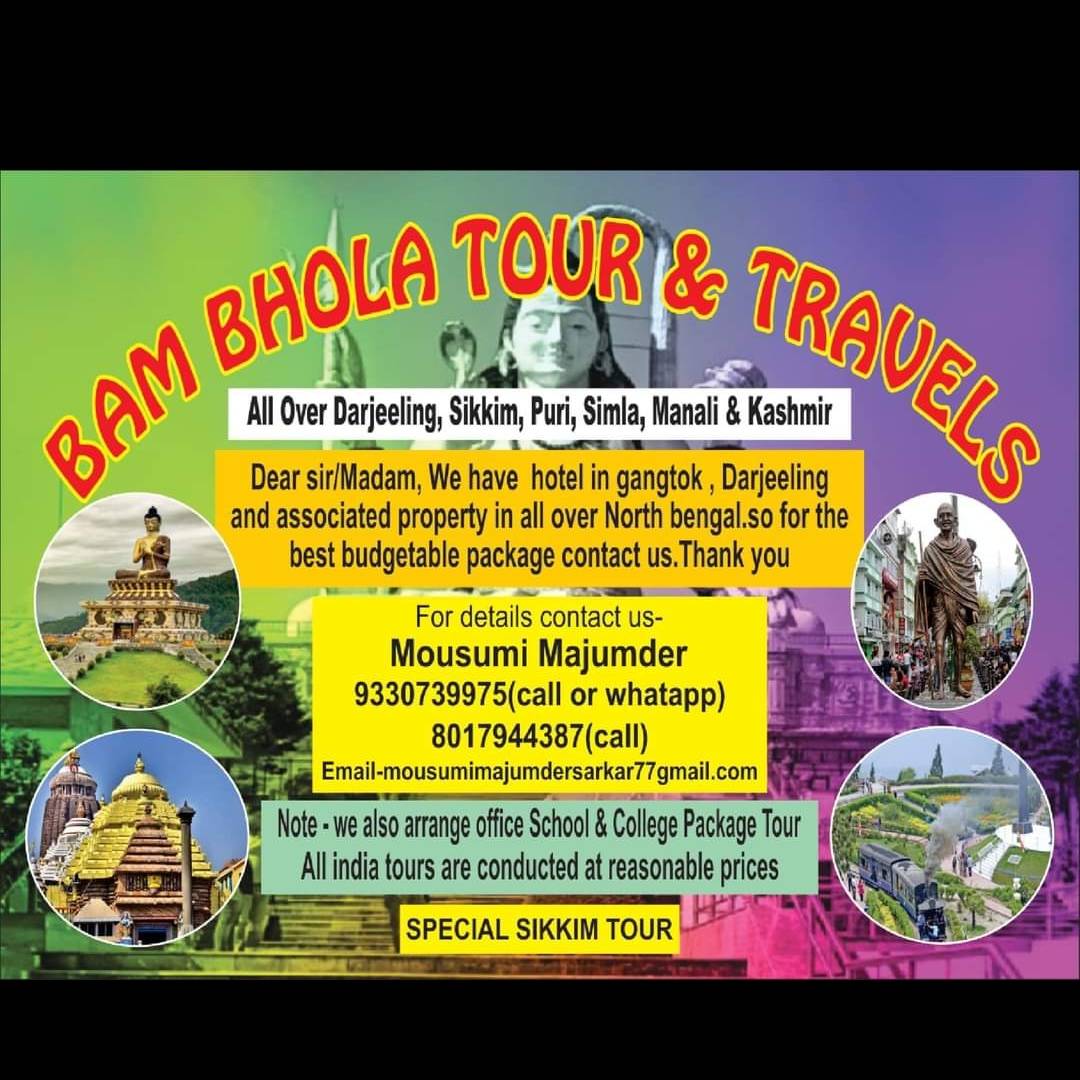 BAM BHOLA TOUR & TRAVELS
All Over Darjeeling, Sikkim, Puri, Simla, Manali & Kashmir
Dear sir/Madam, We have hotel in gangtok , Darjeeling
and associated property in all over North bengal.so for the
best budgetable package contact us.Thank you
For details contact us-
Mousumi Majumder
9330739975(call or whatapp)
8017944387(call)
Email-mousumimajumdersarkar77gmail.com
Note - we also arrange office School & College Package Tour
All india tours are conducted at reasonable prices
SPECIAL SIKKIM TOUR